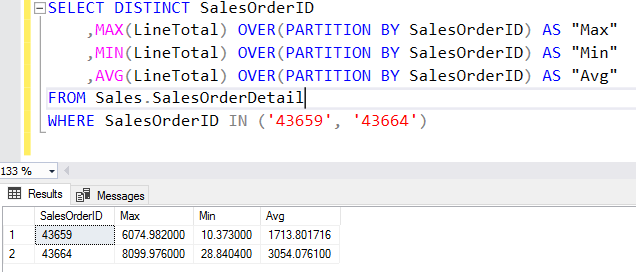 SELECT DISTINCT SalesOrderID
,MAX(LineTotal) OVER(PARTITION BY SalesOrderID) AS "Max"
,MIN(LineTotal) OVER(PARTITION BY SalesOrderID) AS "Min"
,AVG(LineTotal) OVER(PARTITION BY SalesOrderID) AS "Avg"
FROM Sales.SalesOrderDetail
WHERE SalesOrderID IN ('43659', '43664')
133 %
Results Messages
SalesOrderID Max Min Avg
1 43659 6074.982000 10.373000 1713.801716
2 43664 8099.976000 28.840400 3054.076100